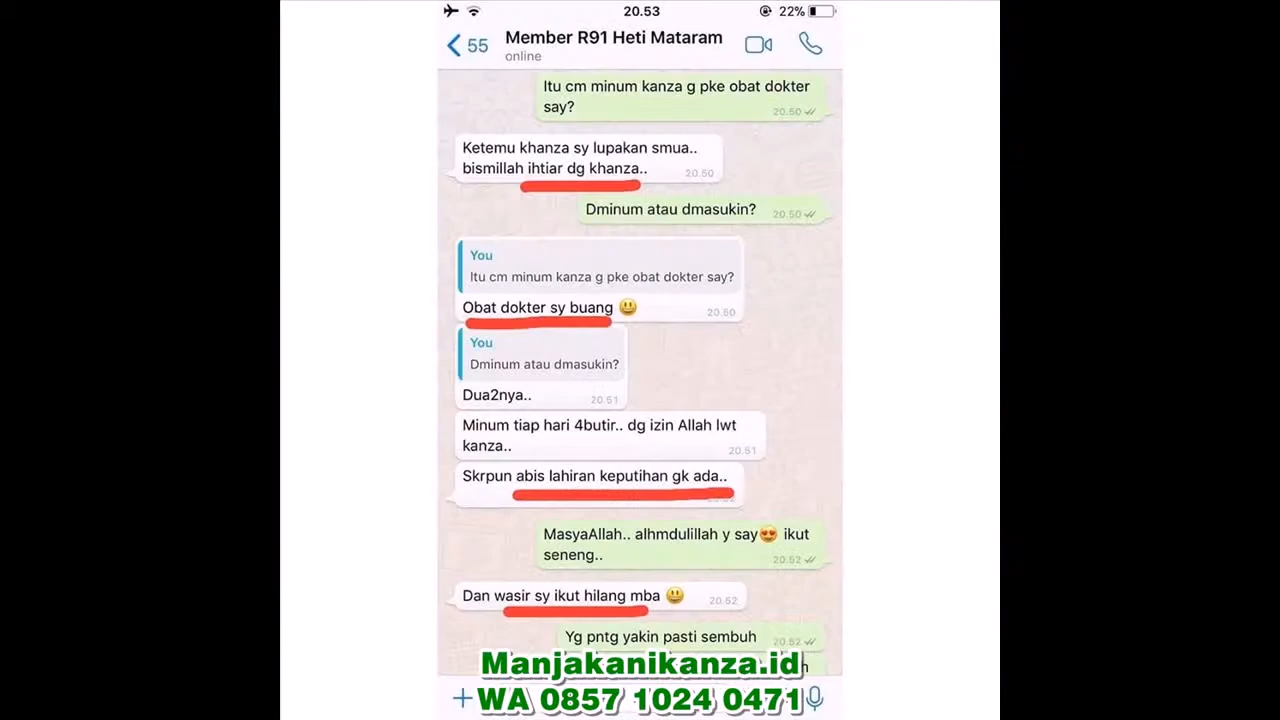 20.53
22%
55
Member R91 Heti Mataram
online
Itu cm minum kanza g pke obat dokter
say?
20.50
Ketemu khanza sy lupakan smua..
bismillah ihtiar dg khanza..
20.50
Dminum atau dmasukin?
20.50
You
Itu cm minum kanza g pke obat dokter say?
Obat dokter sy buang 😃
20.50
You
Dminum atau dmasukin?
Dua2nya..
20.51
Minum tiap hari 4butir.. dg izin Allah lwt
kanza..
20.51
Skrpun abis lahiran keputihan gk ada..
MasyaAllah.. alhmdulillah y say😍 ikut
seneng..
20.52
Dan wasir sy ikut hilang mba 😃
20.52
Yg pntg yakin pasti sembuh
20.52
Manjakanikanza.id
WA 0857 1024 0471